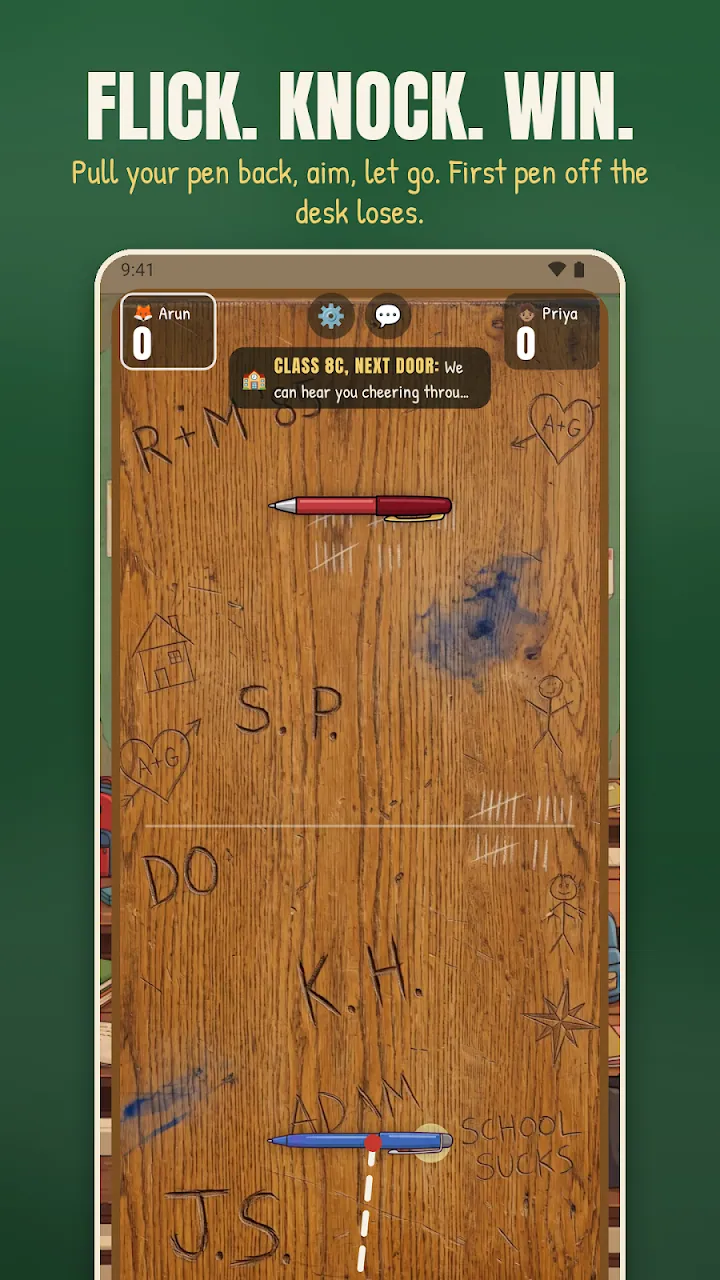 FLICK. KNOCK. WIN.
Pull your pen back, aim, let go. First pen off the
desk loses.
9:41
Arun
0
Priya
0
CLASS 8C, NEXT DOOR: We
can hear you cheering throu…
R+M
A+G
S. P.
A+G
DO
K.H.
ADAM
SCHOOL
SUCKS
J.S.